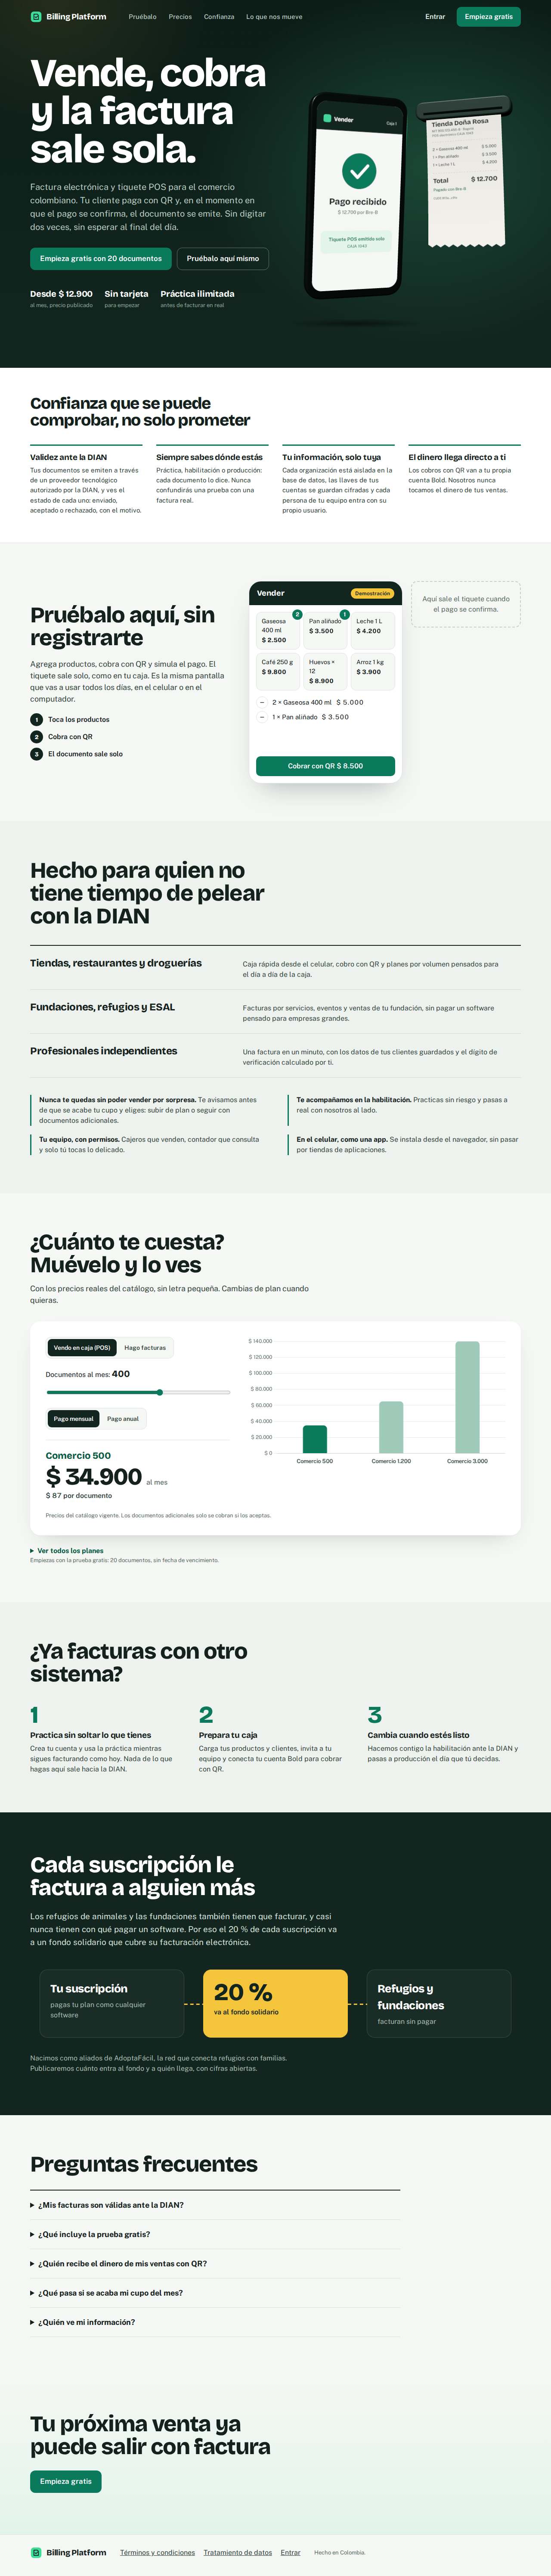 Billing Platform
Pruébalo
Precios
Confianza
Lo que nos mueve
Entrar
Empieza gratis
Vende, cobra
y la factura
sale sola.
Factura electrónica y tiquete POS para el comercio
colombiano. Tu cliente paga con QR y, en el momento en
que el pago se confirma, el documento se emite. Sin digitar
dos veces, sin esperar al final del día.
Empieza gratis con 20 documentos
Pruébalo aquí mismo
Desde $ 12.900
al mes, precio publicado
Sin tarjeta
para empezar
Práctica ilimitada
antes de facturar en real
Vender
Caja 1
Pago recibido
$ 12.700 por Bre-B
Tiquete POS emitido solo
Tienda Doña Rosa
2 × Gaseosa 400 ml $ 5.000
1 × Pan aliñado $ 3.500
1 × Leche 1 L $ 4.200
Total $ 12.700
Pagado con Bre-B
Confianza que se puede
comprobar, no solo prometer
Validez ante la DIAN
Tus documentos se emiten a través
de un proveedor tecnológico
autorizado por la DIAN, y ves el
estado de cada uno: enviado,
aceptado o rechazado, con el motivo.
Siempre sabes dónde estás
Práctica, habilitación o producción:
cada documento lo dice. Nunca
confundirás una prueba con una
factura real.
Tu información, solo tuya
Cada organización está aislada en la
base de datos, las llaves de tus
cuentas se guardan cifradas y cada
persona de tu equipo entra con su
propio usuario.
El dinero llega directo a ti
Los cobros con QR van a tu propia
cuenta Bold. Nosotros nunca
tocamos el dinero de tus ventas.
Pruébalo aquí, sin
registrarte
Agrega productos, cobra con QR y simula el pago. El
tiquete sale solo, como en tu caja. Es la misma pantalla
que vas a usar todos los días, en el celular o en el
computador.
1 Toca los productos
2 Cobra con QR
3 El documento sale solo
Vender
Demostración
Gaseosa
400 ml
$ 2.500
2
Pan aliñado
$ 3.500
1
Leche 1 L
$ 4.200
Café 250 g
$ 9.800
Huevos ×
12
$ 8.900
Arroz 1 kg
$ 3.900
− 2 × Gaseosa 400 ml $ 5.000
− 1 × Pan aliñado $ 3.500
Cobrar con QR $ 8.500
Aquí sale el tiquete cuando
el pago se confirma.
Hecho para quien no
tiene tiempo de pelear
con la DIAN
Tiendas, restaurantes y droguerías
Caja rápida desde el celular, cobro con QR y planes por volumen pensados para
el día a día de la caja.
Fundaciones, refugios y ESAL
Facturas por servicios, eventos y ventas de tu fundación, sin pagar un software
pensado para empresas grandes.
Profesionales independientes
Una factura en un minuto, con los datos de tus clientes guardados y el dígito de
verificación calculado por ti.
Nunca te quedas sin poder vender por sorpresa. Te avisamos antes
de que se acabe tu cupo y eliges: subir de plan o seguir con
documentos adicionales.
Te acompañamos en la habilitación. Practicas sin riesgo y pasas a
real con nosotros al lado.
Tu equipo, con permisos. Cajeros que venden, contador que consulta
y solo tú tocas lo delicado.
En el celular, como una app. Se instala desde el navegador, sin pasar
por tiendas de aplicaciones.
¿Cuánto te cuesta?
Muévelo y lo ves
Con los precios reales del catálogo, sin letra pequeña. Cambias de plan cuando
quieras.
Vendo en caja (POS)
Hago facturas
Documentos al mes: 400
Pago mensual
Pago anual
Comercio 500
$ 34.900 al mes
$ 87 por documento
$ 140.000
$ 120.000
$ 100.000
$ 80.000
$ 60.000
$ 40.000
$ 20.000
$ 0
Comercio 500
Comercio 1.200
Comercio 3.000
Precios del catálogo vigente. Los documentos adicionales solo se cobran si los aceptas.
Ver todos los planes
Empiezas con la prueba gratis: 20 documentos, sin fecha de vencimiento.
¿Ya facturas con otro
sistema?
1
Practica sin soltar lo que tienes
Crea tu cuenta y usa la práctica mientras
sigues facturando como hoy. Nada de lo que
hagas aquí sale hacia la DIAN.
2
Prepara tu caja
Carga tus productos y clientes, invita a tu
equipo y conecta tu cuenta Bold para cobrar
con QR.
3
Cambia cuando estés listo
Hacemos contigo la habilitación ante la DIAN y
pasas a producción el día que tú decidas.
Cada suscripción le
factura a alguien más
Los refugios de animales y las fundaciones también tienen que facturar, y casi
nunca tienen con qué pagar un software. Por eso el 20 % de cada suscripción va
a un fondo solidario que cubre su facturación electrónica.
Tu suscripción
pagas tu plan como cualquier
software
20 %
va al fondo solidario
Refugios y
fundaciones
facturan sin pagar
Nacimos como aliados de AdoptaFácil, la red que conecta refugios con familias.
Publicaremos cuánto entra al fondo y a quién llega, con cifras abiertas.
Preguntas frecuentes
¿Mis facturas son válidas ante la DIAN?
¿Qué incluye la prueba gratis?
¿Quién recibe el dinero de mis ventas con QR?
¿Qué pasa si se acaba mi cupo del mes?
¿Quién ve mi información?
Tu próxima venta ya
puede salir con factura
Empieza gratis
Billing Platform
Términos y condiciones
Tratamiento de datos
Entrar
Hecho en Colombia.